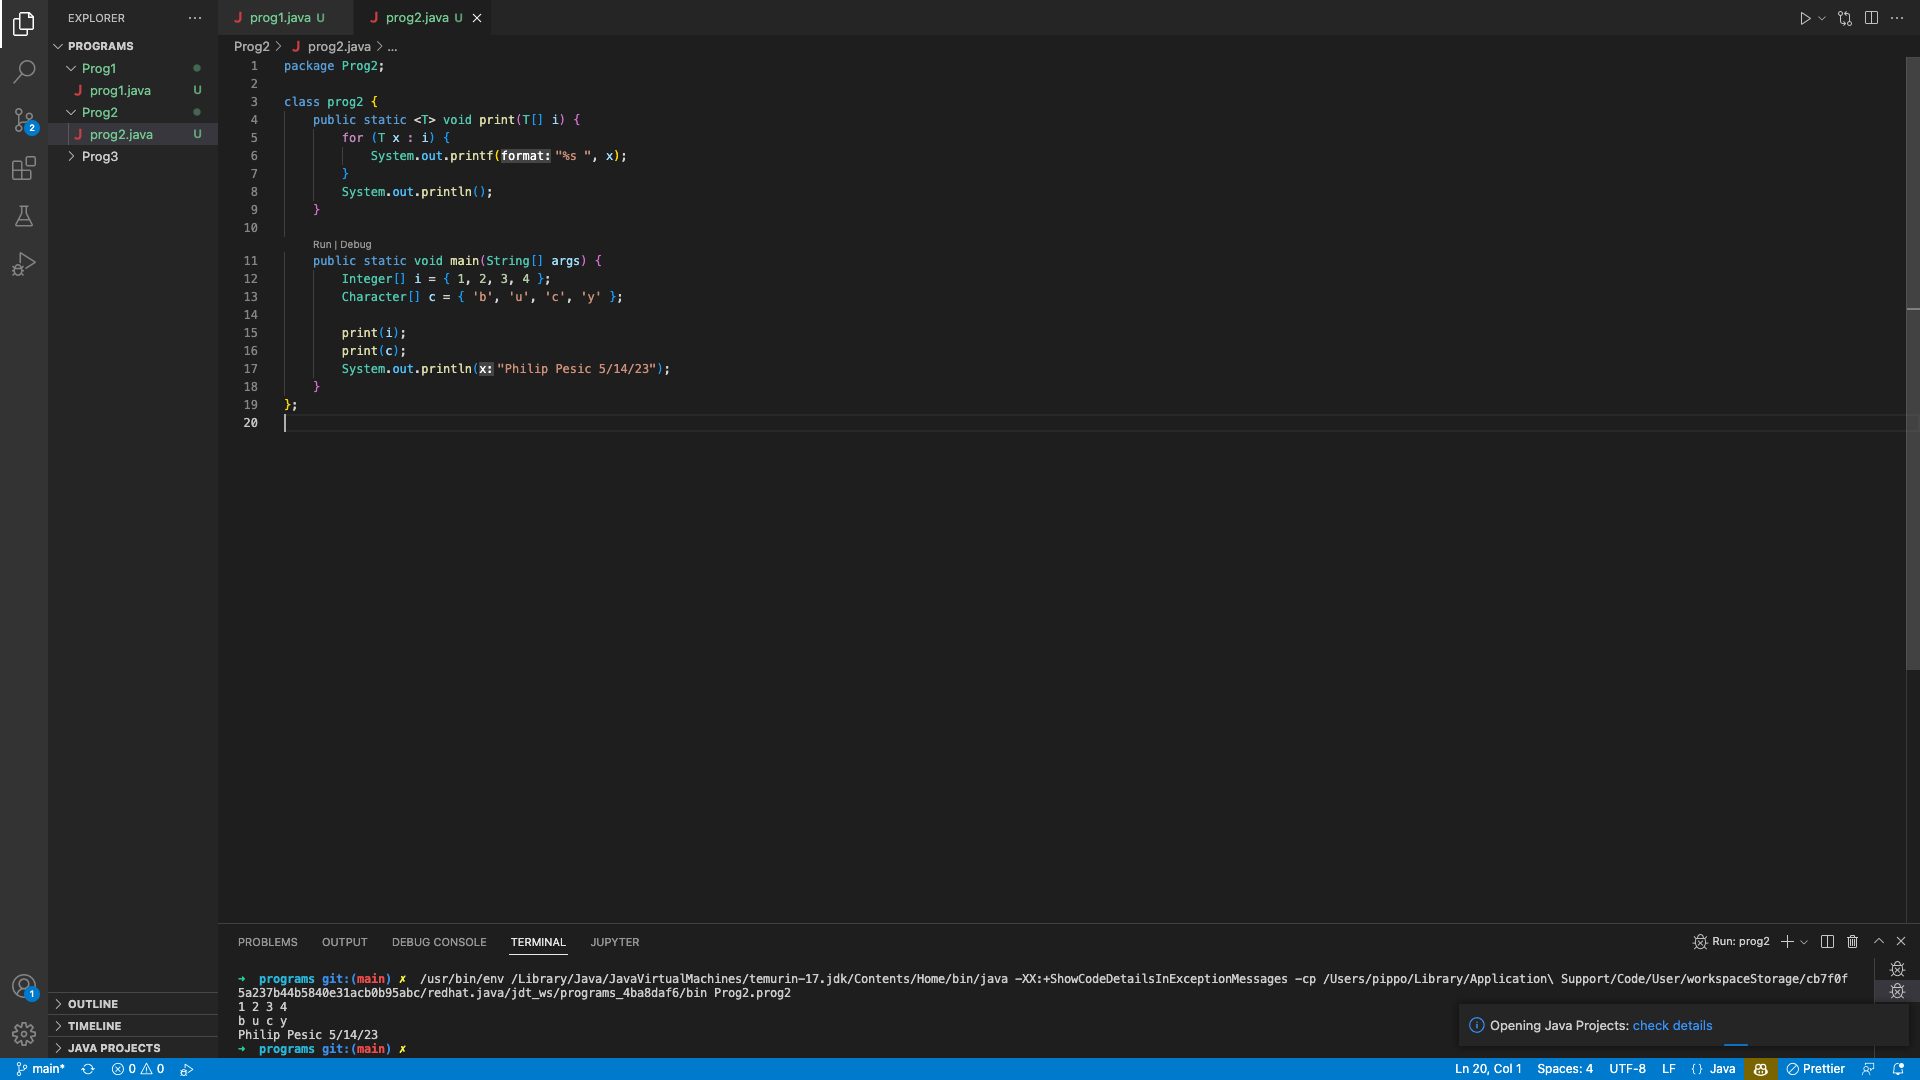 EXPLORER
PROGRAMS
Prog1
prog1.java U
Prog2
prog2.java U
Prog3
OUTLINE
TIMELINE
JAVA PROJECTS
2
1
prog1.java U
prog2.java U
Prog2 > J prog2.java > ...
1 package Prog2;
2
3 class prog2 {
4 public static <T> void print(T[] i) {
5 for (T x : i) {
6 System.out.printf(format:"%s ", x);
7 }
8 System.out.println();
9 }
10
Run | Debug
11 public static void main(String[] args) {
12 Integer[] i = { 1, 2, 3, 4 };
13 Character[] c = { 'b', 'u', 'c', 'y' };
14
15 print(i);
16 print(c);
17 System.out.println(x:"Philip Pesic 5/14/23");
18 }
19 };
20
PROBLEMS OUTPUT DEBUG CONSOLE TERMINAL JUPYTER
Run: prog2
➜ programs git:(main) ✗ /usr/bin/env /Library/Java/JavaVirtualMachines/temurin-17.jdk/Contents/Home/bin/java -XX:+ShowCodeDetailsInExceptionMessages -cp /Users/pippo/Library/Application\ Support/Code/User/workspaceStorage/cb7f0f
5a237b44b5840e31acb0b95abc/redhat.java/jdt_ws/programs_4ba8daf6/bin Prog2.prog2
1 2 3 4
b u c y
Philip Pesic 5/14/23
➜ programs git:(main) ✗
Opening Java Projects: check details
main* 0 0
Ln 20, Col 1 Spaces: 4 UTF-8 LF {} Java Prettier